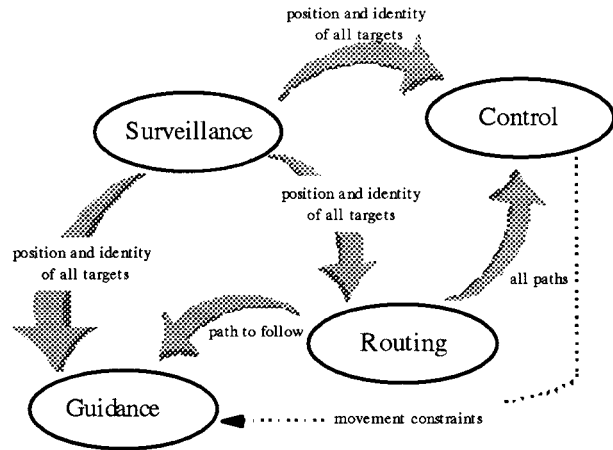 position and identity
of all targets
Surveillance
Control
position and identity
of all targets
position and identity
of all targets
all paths
path to follow
Routing
Guidance
movement constraints